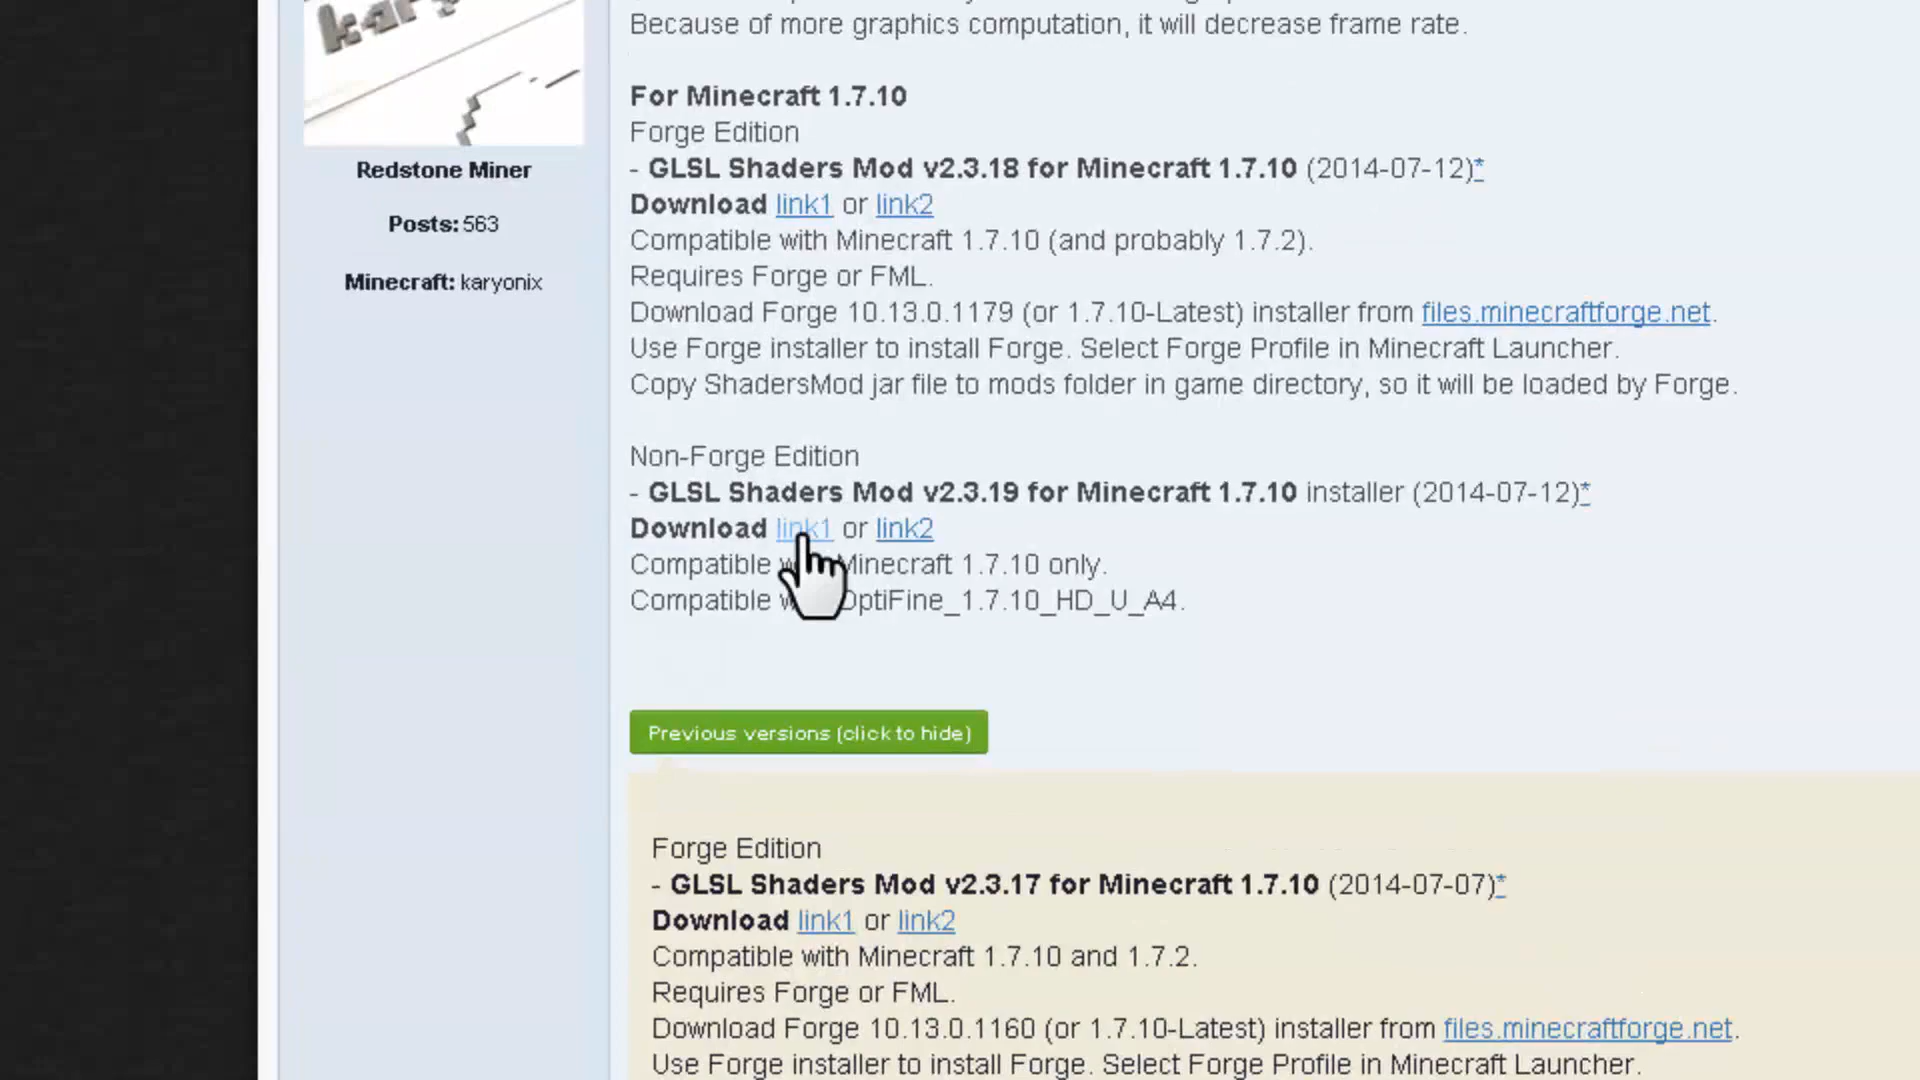 Because of more graphics computation, it will decrease frame rate.
Redstone Miner
Posts: 563
Minecraft: karyonix
For Minecraft 1.7.10
Forge Edition
- GLSL Shaders Mod v2.3.18 for Minecraft 1.7.10 (2014-07-12)*
Download link1 or link2
Compatible with Minecraft 1.7.10 (and probably 1.7.2).
Requires Forge or FML.
Download Forge 10.13.0.1179 (or 1.7.10-Latest) installer from files.minecraftforge.net.
Use Forge installer to install Forge. Select Forge Profile in Minecraft Launcher.
Copy ShadersMod jar file to mods folder in game directory, so it will be loaded by Forge.
Non-Forge Edition
- GLSL Shaders Mod v2.3.19 for Minecraft 1.7.10 installer (2014-07-12)*
Download link1 or link2
Compatible Minecraft 1.7.10 only.
Compatible OptiFine_1.7.10_HD_U_A4.
Previous versions (click to hide)
Forge Edition
- GLSL Shaders Mod v2.3.17 for Minecraft 1.7.10 (2014-07-07)*
Download link1 or link2
Compatible with Minecraft 1.7.10 and 1.7.2.
Requires Forge or FML.
Download Forge 10.13.0.1160 (or 1.7.10-Latest) installer from files.minecraftforge.net.
Use Forge installer to install Forge. Select Forge Profile in Minecraft Launcher.